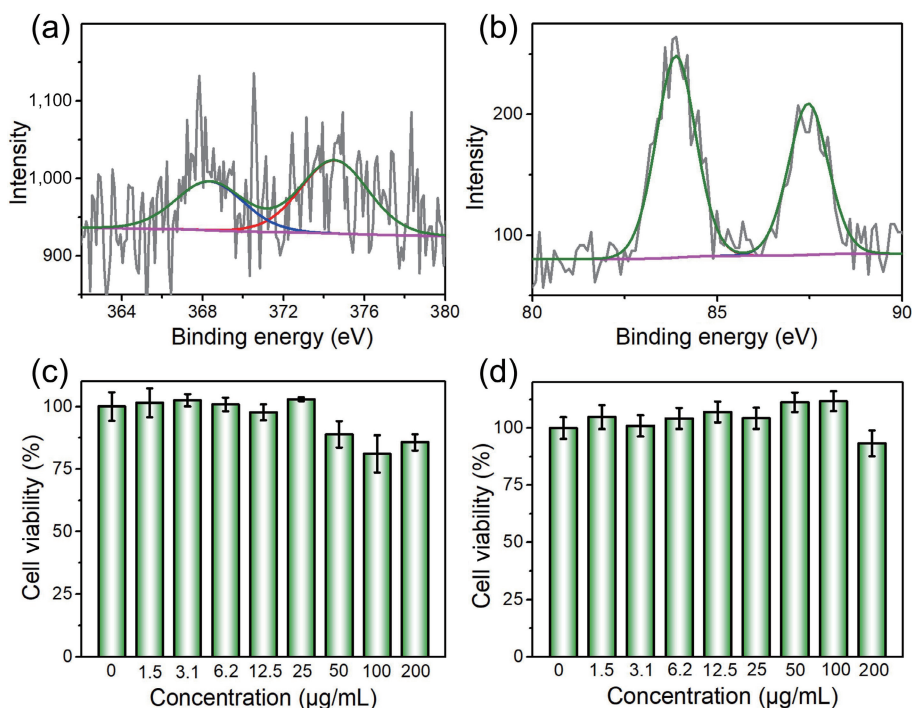 (a)
1,100
1,000
900
Intensity
364 368 372 376 380
Binding energy (eV)
(b)
200
100
Intensity
80 85 90
Binding energy (eV)
(c)
100
75
50
25
0
Cell viability (%)
0 1.5 3.1 6.2 12.5 25 50 100 200
Concentration (µg/mL)
(d)
100
75
50
25
0
Cell viability (%)
0 1.5 3.1 6.2 12.5 25 50 100 200
Concentration (µg/mL)